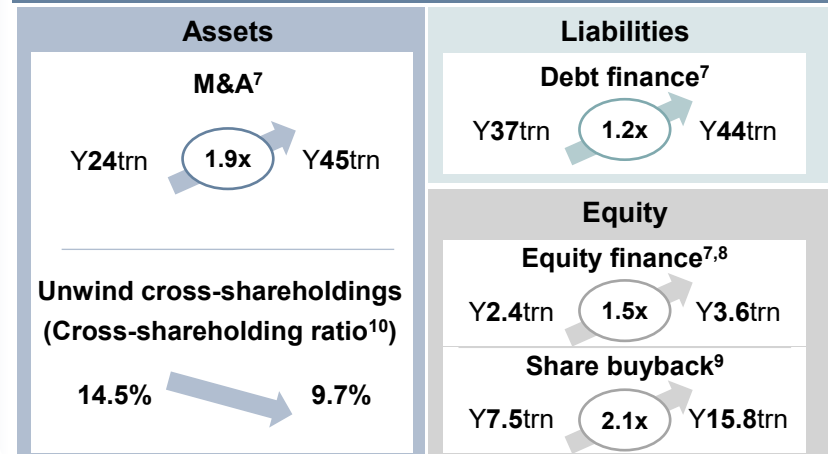 Assets
M&A⁷
Y24trn 1.9x Y45trn
Unwind cross-shareholdings
(Cross-shareholding ratio¹⁰)
14.5% 9.7%
Liabilities
Debt finance⁷
Y37trn 1.2x Y44trn
Equity
Equity finance⁷,⁸
Y2.4trn 1.5x Y3.6trn
Share buyback⁹
Y7.5trn 2.1x Y15.8trn